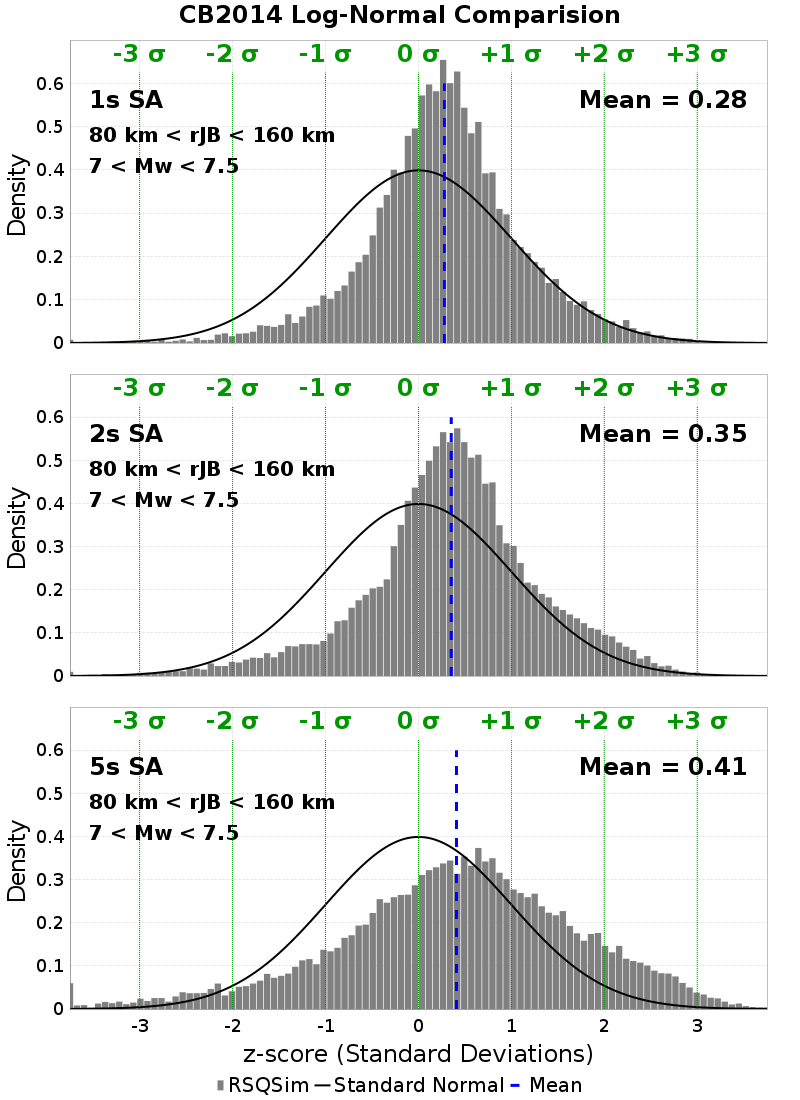 CB2014 Log-Normal Comparision
-3 σ -2 σ -1 σ 0 σ +1 σ +2 σ +3 σ
1s SA
Mean = 0.28
80 km < rJB < 160 km
7 < Mw < 7.5
Density
0.6
0.5
0.4
0.3
0.2
0.1
0
-3 σ -2 σ -1 σ 0 σ +1 σ +2 σ +3 σ
2s SA
Mean = 0.35
80 km < rJB < 160 km
7 < Mw < 7.5
Density
0.6
0.5
0.4
0.3
0.2
0.1
0
-3 σ -2 σ -1 σ 0 σ +1 σ +2 σ +3 σ
5s SA
Mean = 0.41
80 km < rJB < 160 km
7 < Mw < 7.5
Density
0.6
0.5
0.4
0.3
0.2
0.1
0
-3 -2 -1 0 1 2 3
z-score (Standard Deviations)
RSQSim Standard Normal Mean